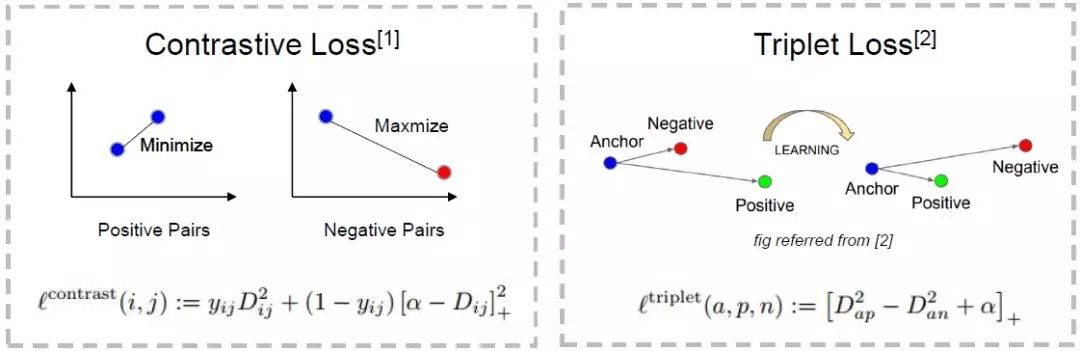 Contrastive Loss[1]
Minimize
Maxmize
Positive Pairs
Negative Pairs
ℓ^contrast(i, j) := y_ij D_ij^2 + (1 − y_ij) [α − D_ij]_+^2
Triplet Loss[2]
Negative
Anchor
LEARNING
Positive
Negative
Anchor
Positive
fig referred from [2]
ℓ^triplet(a, p, n) := [D_ap^2 − D_an^2 + α]_+